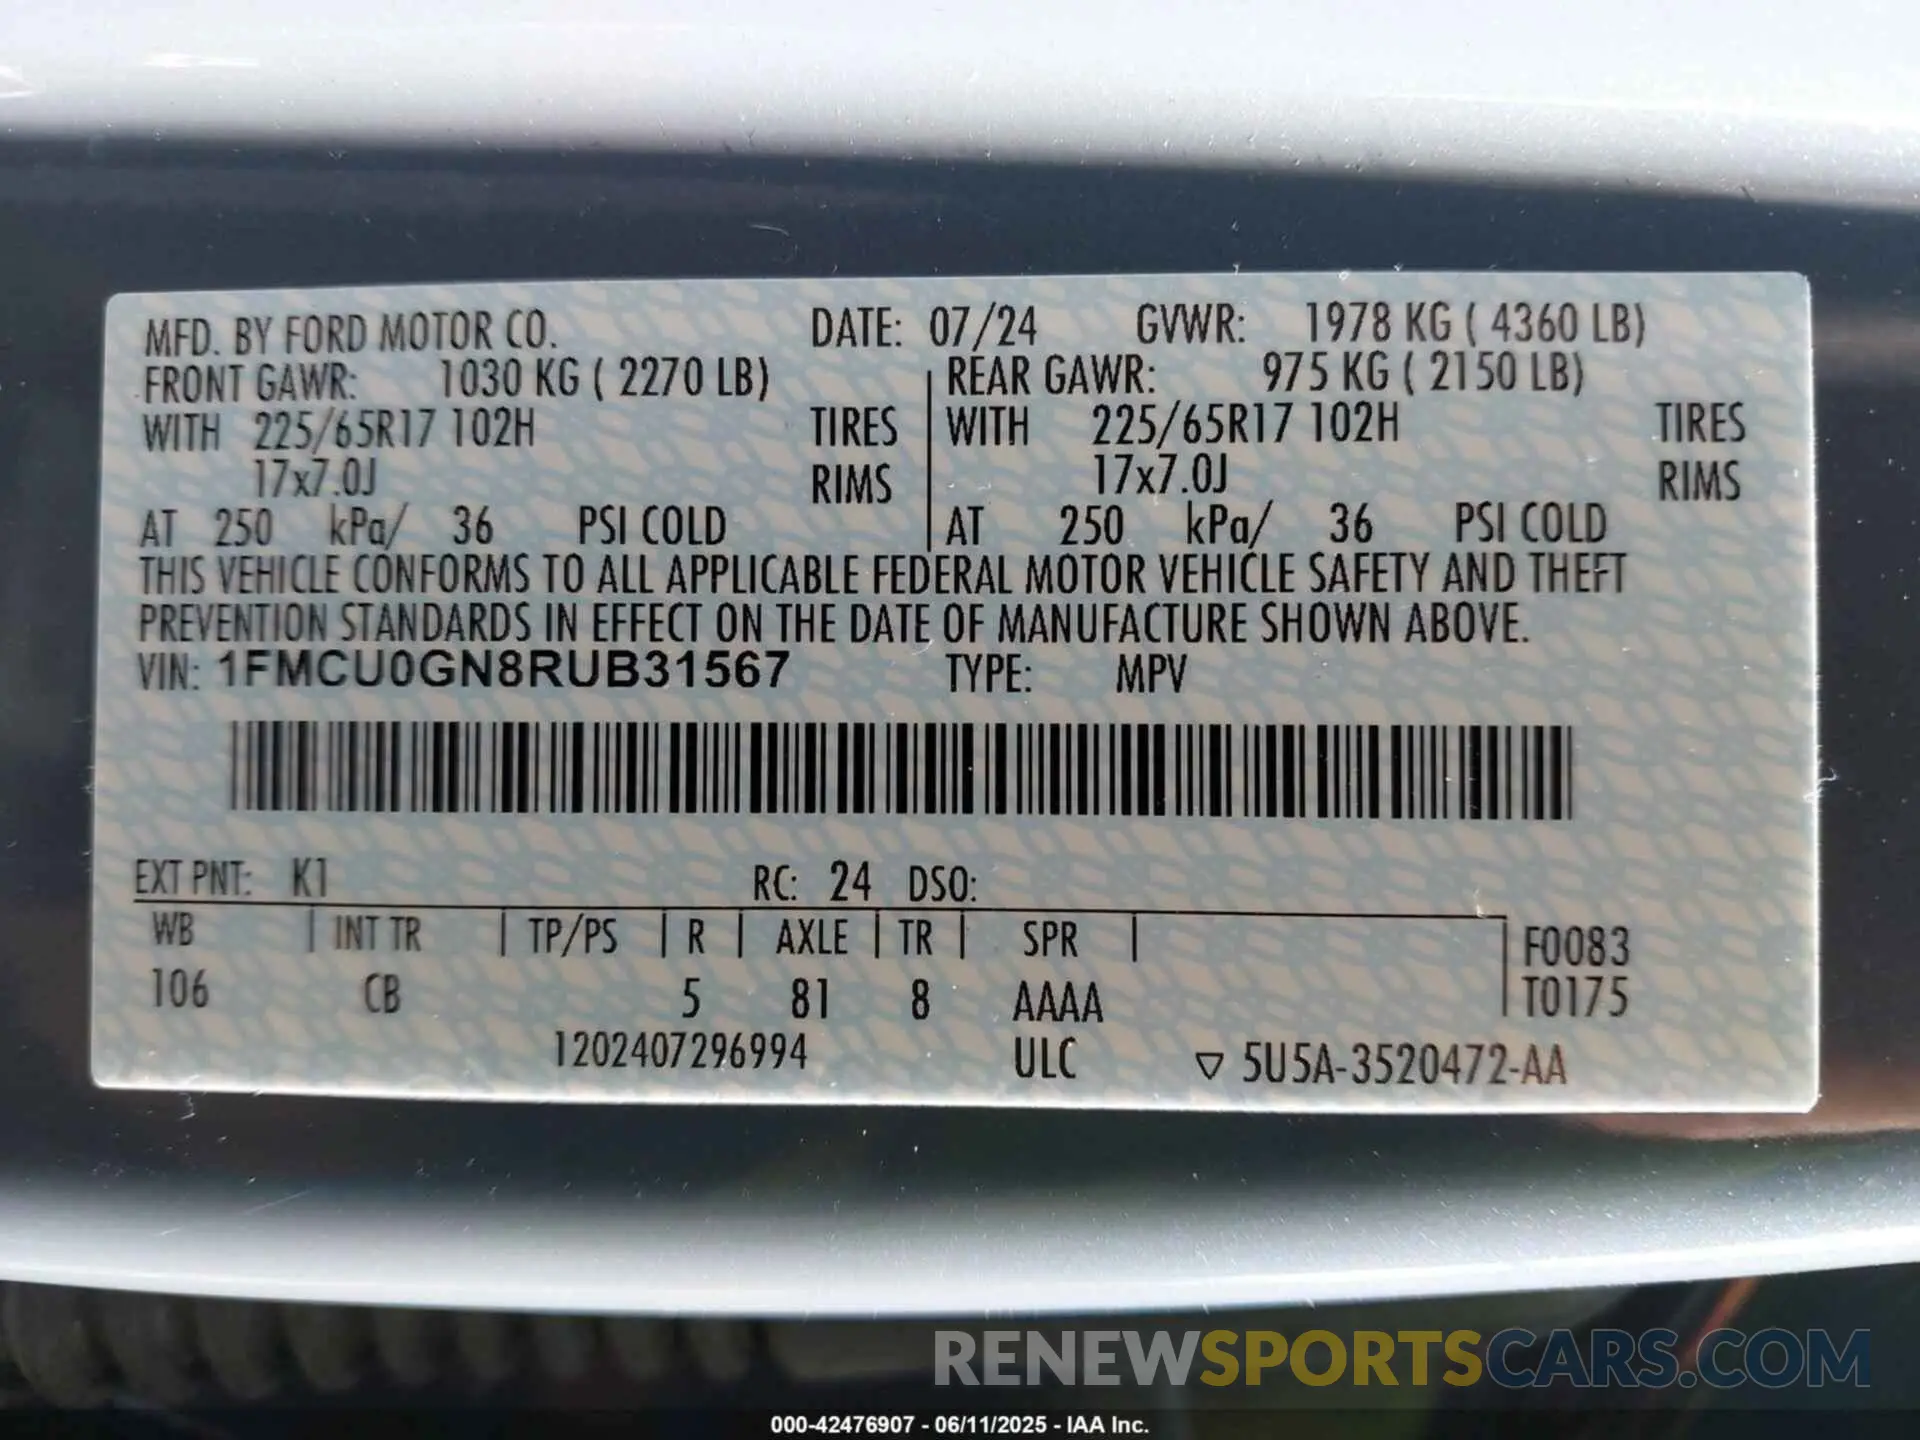 MFD. BY FORD MOTOR CO. DATE: 07/24 GVWR: 1978 KG ( 4360 LB)
FRONT GAWR: 1030 KG ( 2270 LB) REAR GAWR: 975 KG ( 2150 LB)
WITH 225/65R17 102H TIRES WITH 225/65R17 102H TIRES
17x7.0J RIMS 17x7.0J RIMS
AT 250 kPa/ 36 PSI COLD AT 250 kPa/ 36 PSI COLD
THIS VEHICLE CONFORMS TO ALL APPLICABLE FEDERAL MOTOR VEHICLE SAFETY AND THEFT
PREVENTION STANDARDS IN EFFECT ON THE DATE OF MANUFACTURE SHOWN ABOVE.
VIN: 1FMCU0GN8RUB31567 TYPE: MPV
EXT PNT: K1 RC: 24 DSO:
WB INT TR TP/PS R AXLE TR SPR F0083
106 CB 5 81 8 AAAA T0175
1202407296994 ULC ▽ 5U5A-3520472-AA
RENEWSPORTSCARS.COM
000-42476907 - 06/11/2025 - IAA Inc.